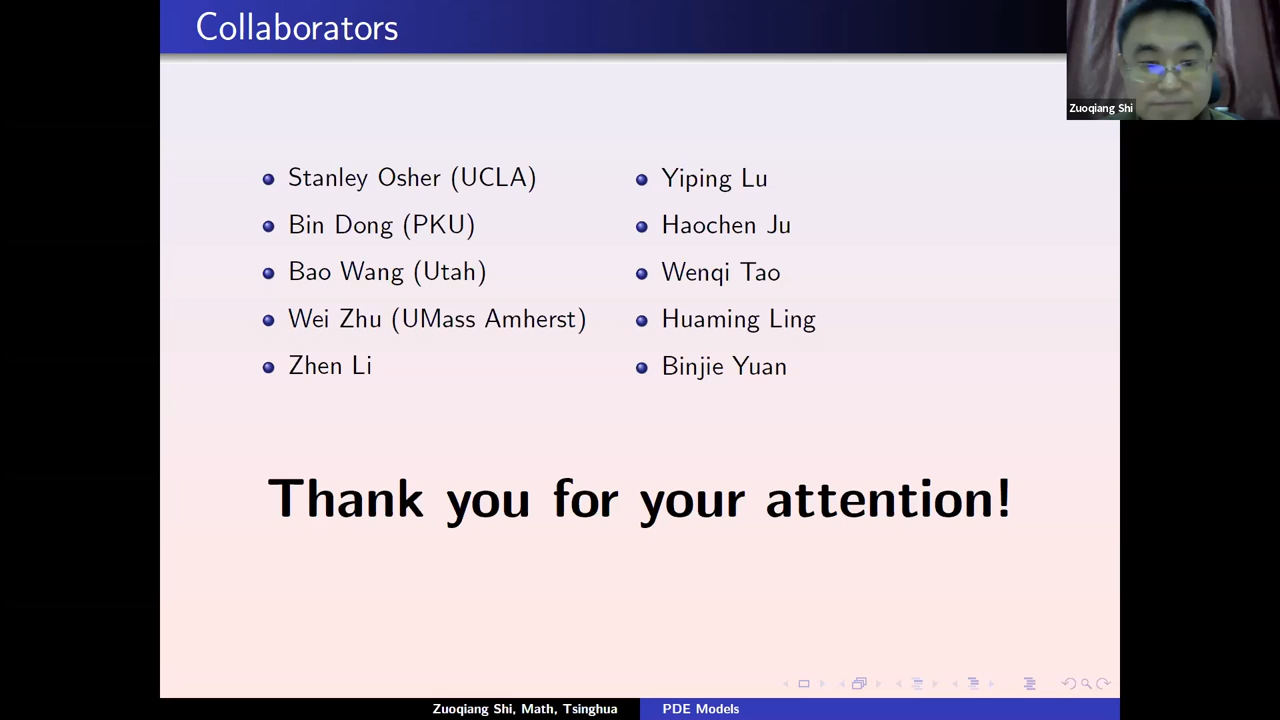 Collaborators
Zuoqiang Shi
Stanley Osher (UCLA)
Bin Dong (PKU)
Bao Wang (Utah)
Wei Zhu (UMass Amherst)
Zhen Li
Yiping Lu
Haochen Ju
Wenqi Tao
Huaming Ling
Binjie Yuan
Thank you for your attention!
Zuoqiang Shi, Math, Tsinghua
PDE Models